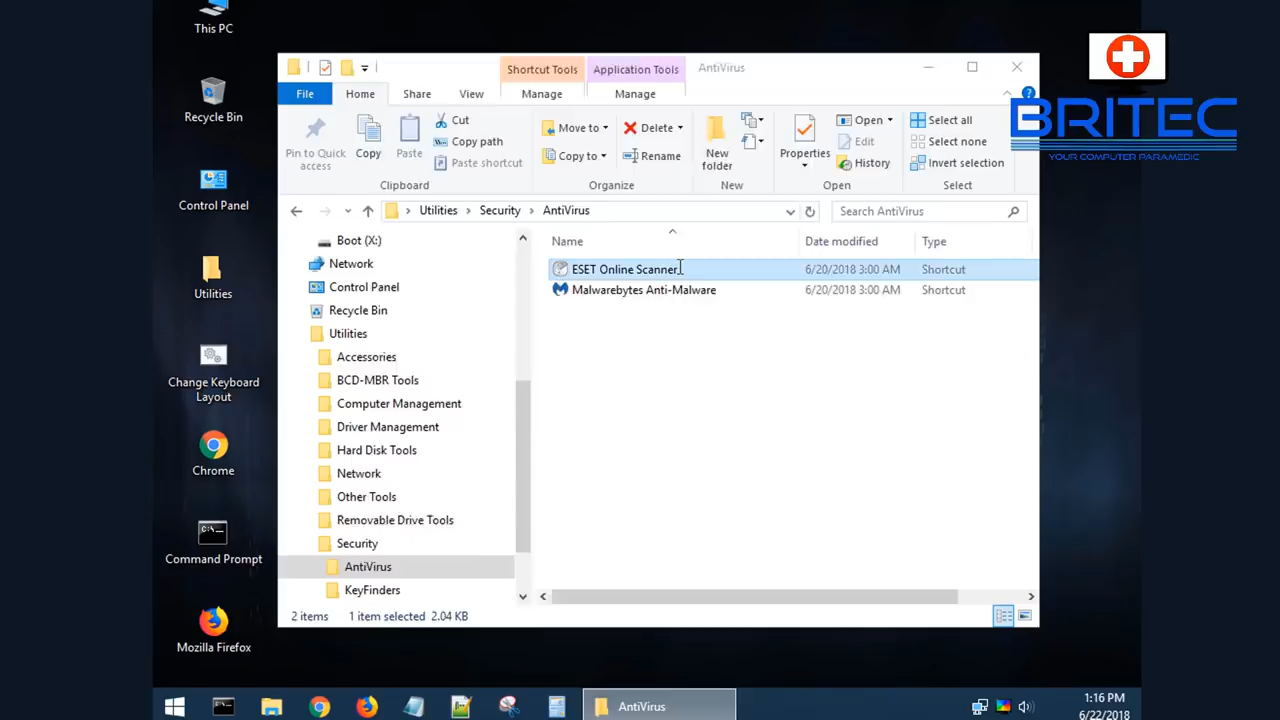 This PC
Recycle Bin
Control Panel
Utilities
Change Keyboard
Layout
Chrome
Command Prompt
Mozilla Firefox
Shortcut Tools
Application Tools
AntiVirus
File
Home
Share
View
Manage
Manage
Pin to Quick
access
Copy
Paste
Cut
Copy path
Paste shortcut
Clipboard
Move to
Copy to
Delete
Rename
Organize
New
folder
New
Properties
Open
Edit
History
Open
Select all
Select none
Invert selection
Select
BRITEC
YOUR COMPUTER PARAMEDIC
Utilities > Security > AntiVirus
Search AntiVirus
Boot (X:)
Network
Control Panel
Recycle Bin
Utilities
Accessories
BCD-MBR Tools
Computer Management
Driver Management
Hard Disk Tools
Network
Other Tools
Removable Drive Tools
Security
AntiVirus
KeyFinders
Name Date modified Type
ESET Online Scanner 6/20/2018 3:00 AM Shortcut
Malwarebytes Anti-Malware 6/20/2018 3:00 AM Shortcut
2 items 1 item selected 2.04 KB
AntiVirus
1:16 PM
6/22/2018